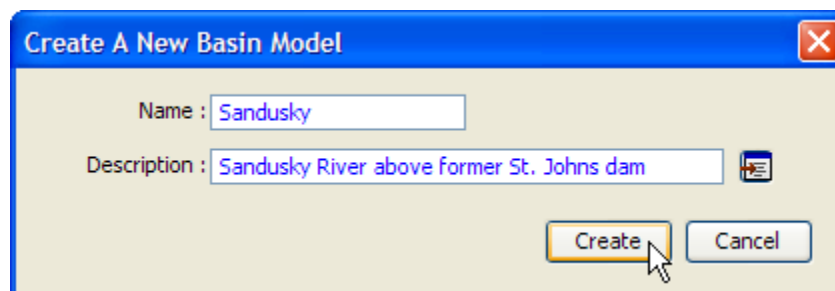 Create A New Basin Model
Name : Sandusky
Description : Sandusky River above former St. Johns dam
Create Cancel